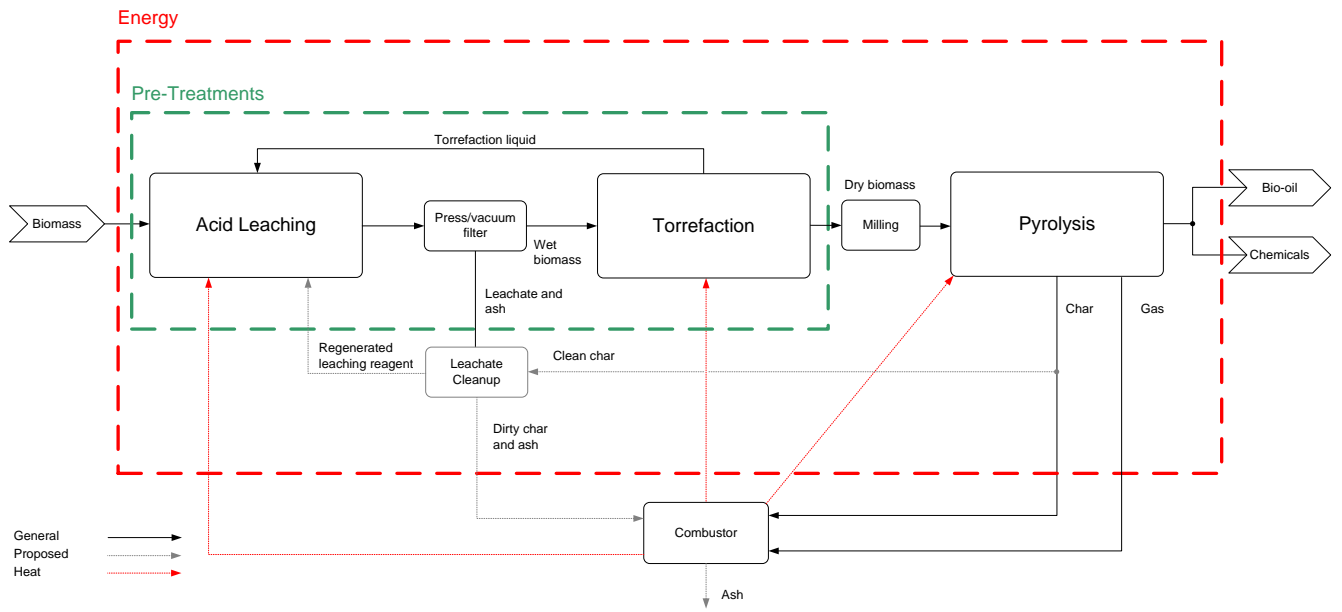 Energy
Pre-Treatments
Torrefaction liquid
Biomass
Acid Leaching
Press/vacuum
filter
Wet
biomass
Torrefaction
Dry biomass
Milling
Pyrolysis
Bio-oil
Chemicals
Leachate and
ash
Char
Gas
Regenerated
leaching reagent
Leachate
Cleanup
Clean char
Dirty char
and ash
Combustor
General
Proposed
Heat
Ash